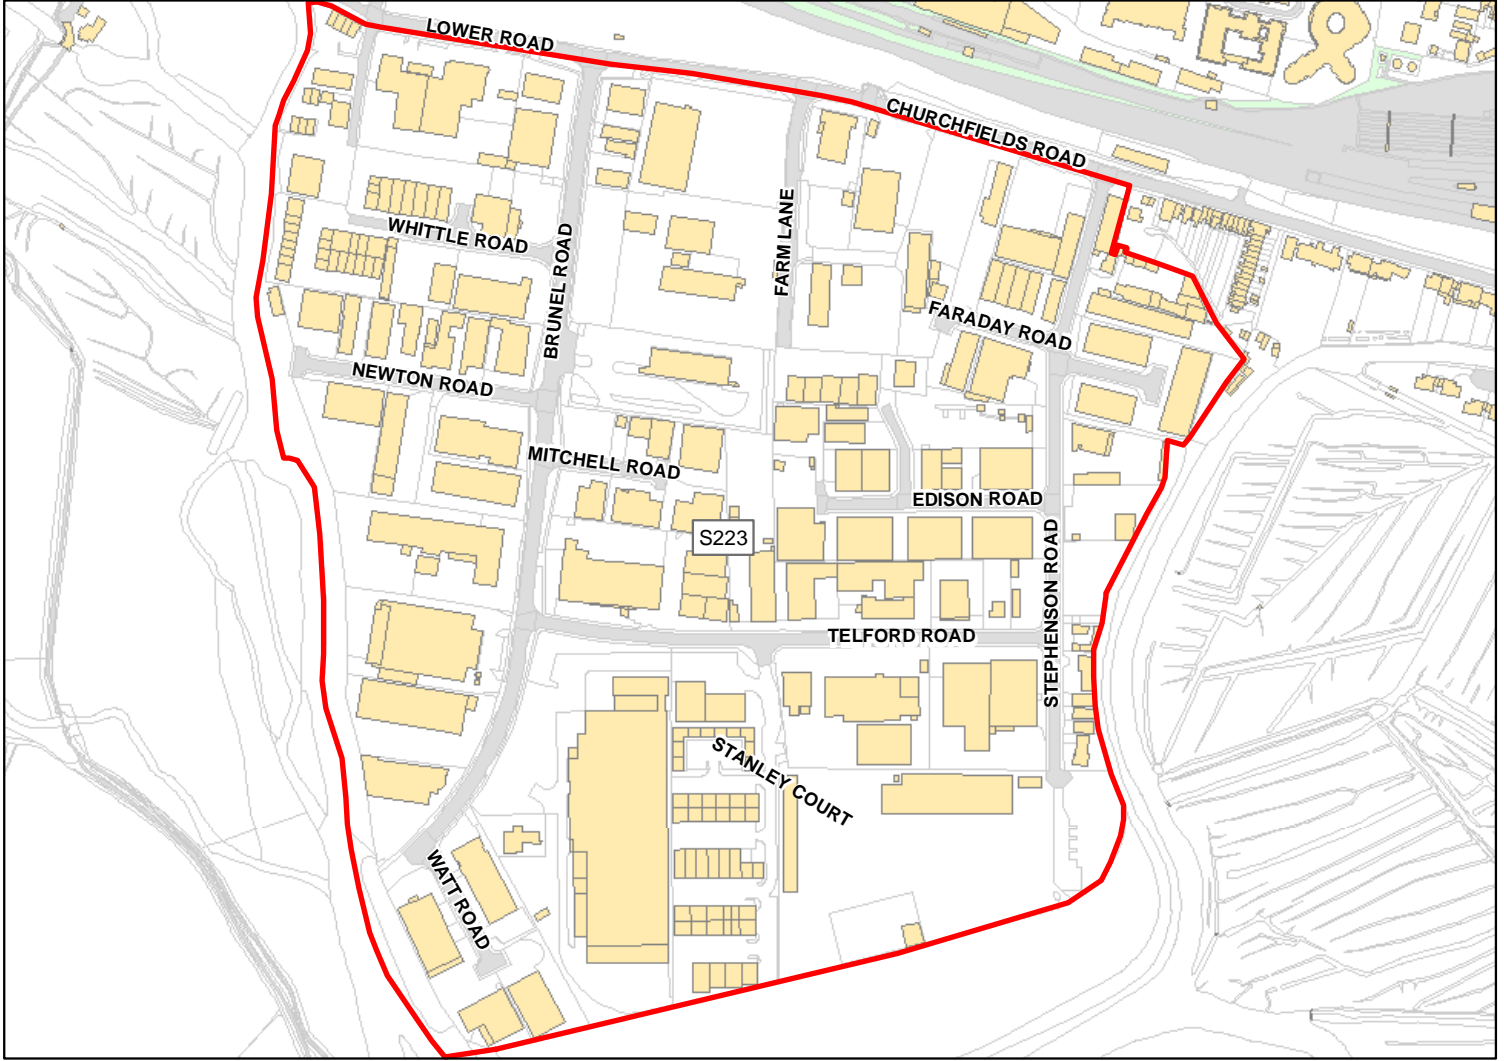 LOWER ROAD
CHURCHFIELDS ROAD
WHITTLE ROAD
BRUNEL ROAD
FARM LANE
FARADAY ROAD
NEWTON ROAD
MITCHELL ROAD
EDISON ROAD
S223
STEPHENSON ROAD
TELFORD ROAD
STANLEY COURT
WATT ROAD